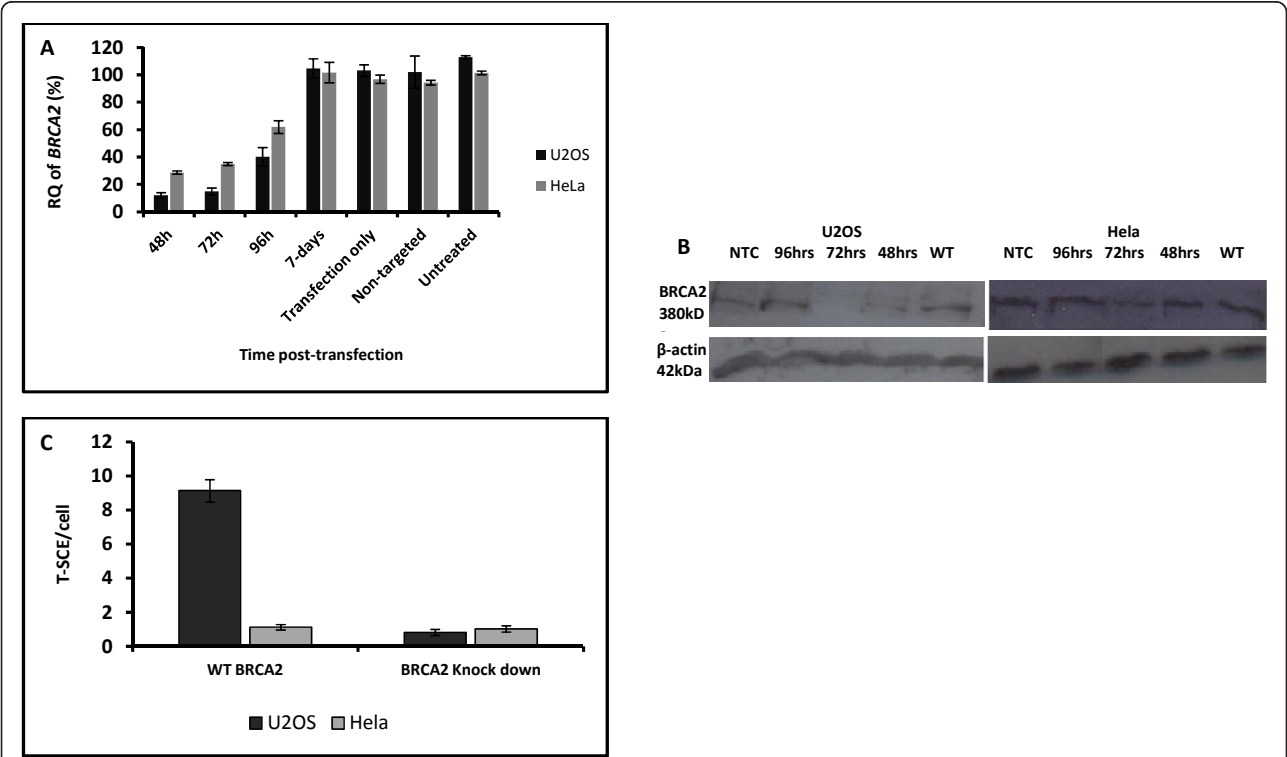 A
120
100
80
60
40
20
0
RQ of BRCA2 (%)
48h
72h
96h
7-days
Transfection only
Non-targeted
Untreated
Time post-transfection
U2OS
HeLa
B
U2OS
NTC 96hrs 72hrs 48hrs WT
Hela
NTC 96hrs 72hrs 48hrs WT
BRCA2
380kD
β-actin
42kDa
C
12
10
8
6
4
2
0
T-SCE/cell
WT BRCA2
BRCA2 Knock down
U2OS
Hela